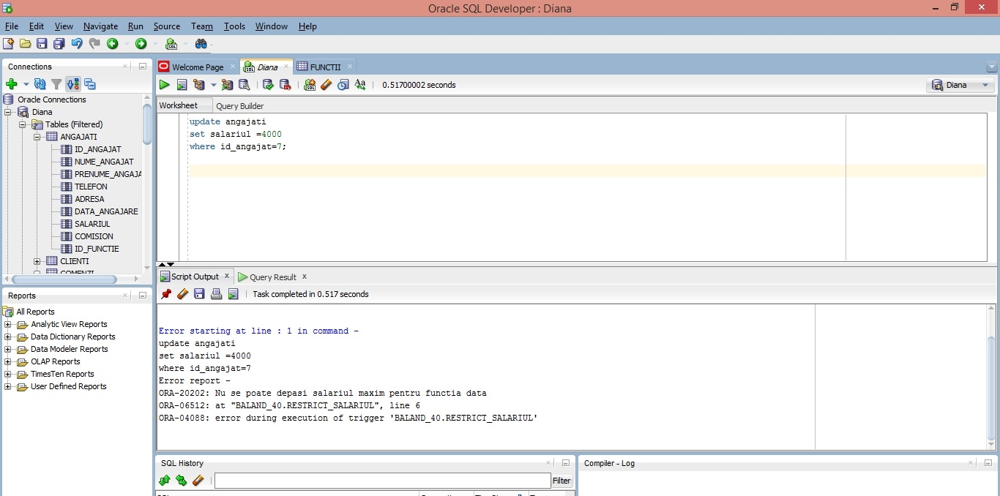 Oracle SQL Developer : Diana
File Edit View Navigate Run Source Team Tools Window Help
Connections
Oracle Connections
Diana
Tables (Filtered)
ANGAJATI
ID_ANGAJAT
NUME_ANGAJAT
PRENUME_ANGAJA
TELEFON
ADRESA
DATA_ANGAJARE
SALARIUL
COMISION
ID_FUNCTIE
CLIENTI
COMENZI
Reports
All Reports
Analytic View Reports
Data Dictionary Reports
Data Modeler Reports
OLAP Reports
TimesTen Reports
User Defined Reports
Welcome Page Diana FUNCTII
0.51700002 seconds
Diana
Worksheet Query Builder
update angajati
set salariul =4000
where id_angajat=7;
Script Output Query Result
Task completed in 0.517 seconds
Error starting at line : 1 in command -
update angajati
set salariul =4000
where id_angajat=7
Error report -
ORA-20202: Nu se poate depasi salariul maxim pentru functia data
ORA-06512: at "BALAND_40.RESTRICT_SALARIUL", line 6
ORA-04088: error during execution of trigger 'BALAND_40.RESTRICT_SALARIUL'
SQL History
Filter
Compiler - Log